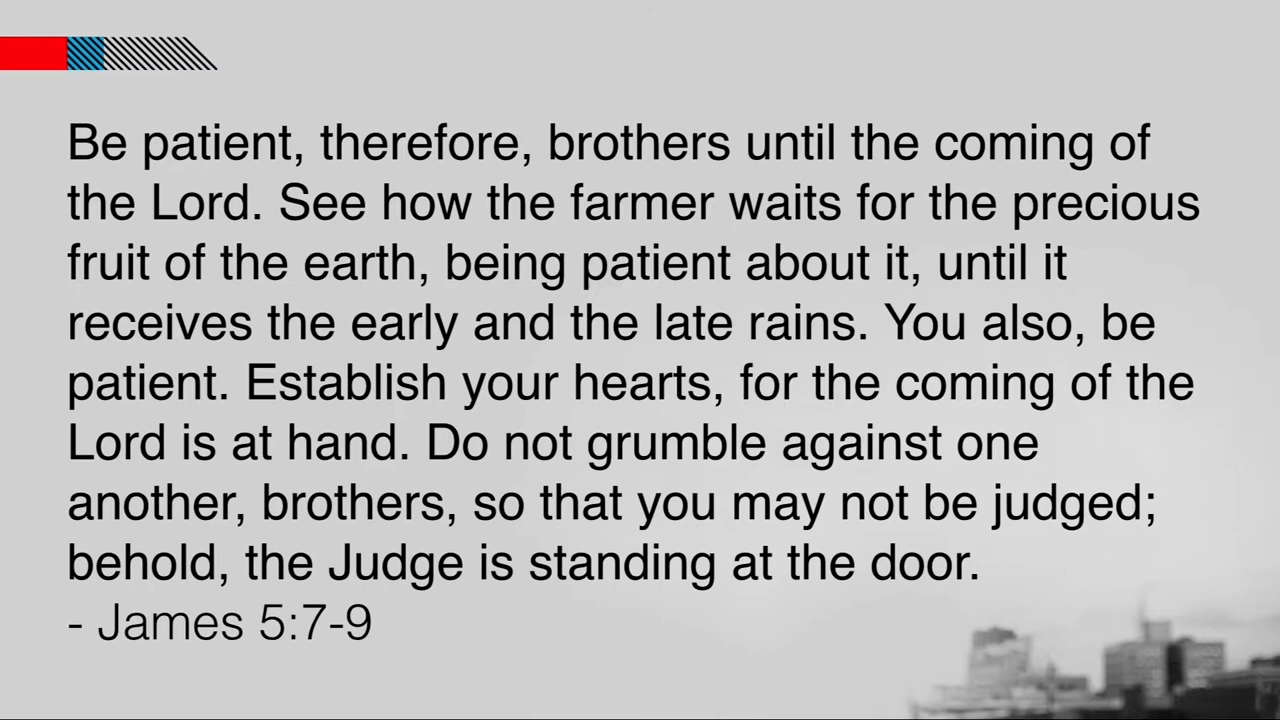 Be patient, therefore, brothers until the coming of
the Lord. See how the farmer waits for the precious
fruit of the earth, being patient about it, until it
receives the early and the late rains. You also, be
patient. Establish your hearts, for the coming of the
Lord is at hand. Do not grumble against one
another, brothers, so that you may not be judged;
behold, the Judge is standing at the door.
- James 5:7-9